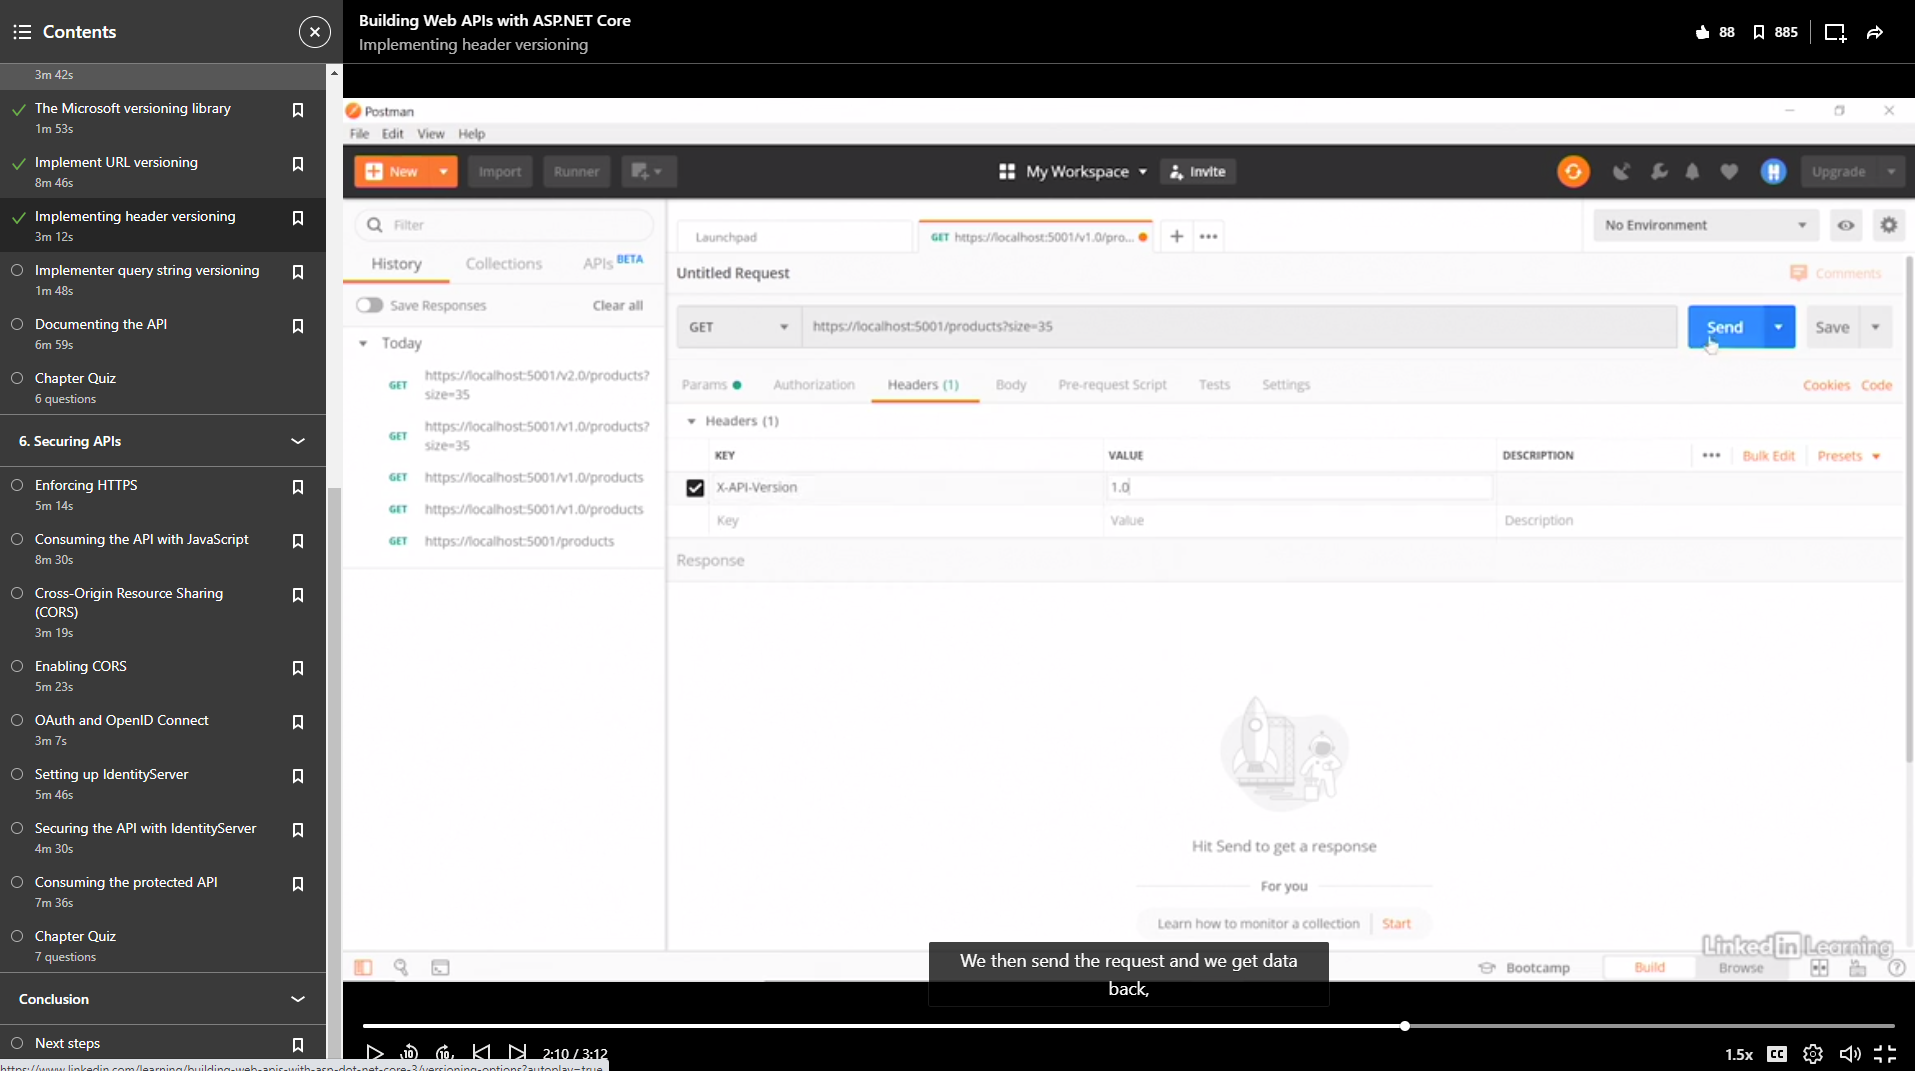 Contents
3m 42s
The Microsoft versioning library
1m 53s
Implement URL versioning
8m 46s
Implementing header versioning
3m 12s
Implementer query string versioning
1m 48s
Documenting the API
6m 59s
Chapter Quiz
6 questions
6. Securing APIs
Enforcing HTTPS
5m 14s
Consuming the API with JavaScript
8m 30s
Cross-Origin Resource Sharing
(CORS)
3m 19s
Enabling CORS
5m 23s
OAuth and OpenID Connect
3m 7s
Setting up IdentityServer
5m 46s
Securing the API with IdentityServer
4m 30s
Consuming the protected API
7m 36s
Chapter Quiz
7 questions
Conclusion
Next steps
https://www.linkedin.com/learning/building-web-apis-with-asp-dot-net-core-3/versioning-options?autoplay=true
Building Web APIs with ASP.NET Core
Implementing header versioning
88 885
Postman
File Edit View Help
New Import Runner My Workspace Invite Upgrade
Filter
History Collections APIs BETA
Save Responses Clear all
Today
GET https://localhost:5001/v2.0/products?
size=35
GET https://localhost:5001/v1.0/products?
size=35
GET https://localhost:5001/v1.0/products
GET https://localhost:5001/v1.0/products
GET https://localhost:5001/products
Launchpad GET https://localhost:5001/v1.0/pro... + ••• No Environment
Untitled Request Comments
GET https://localhost:5001/products?size=35 Send Save
Params Authorization Headers (1) Body Pre-request Script Tests Settings Cookies Code
Headers (1)
KEY VALUE DESCRIPTION ••• Bulk Edit Presets
X-API-Version 1.0
Key Value Description
Response
Hit Send to get a response
For you
Learn how to monitor a collection Start
Linked in Learning
Bootcamp Build Browse
We then send the request and we get data
back,
10 10 2:10 / 3:12 1.5x CC